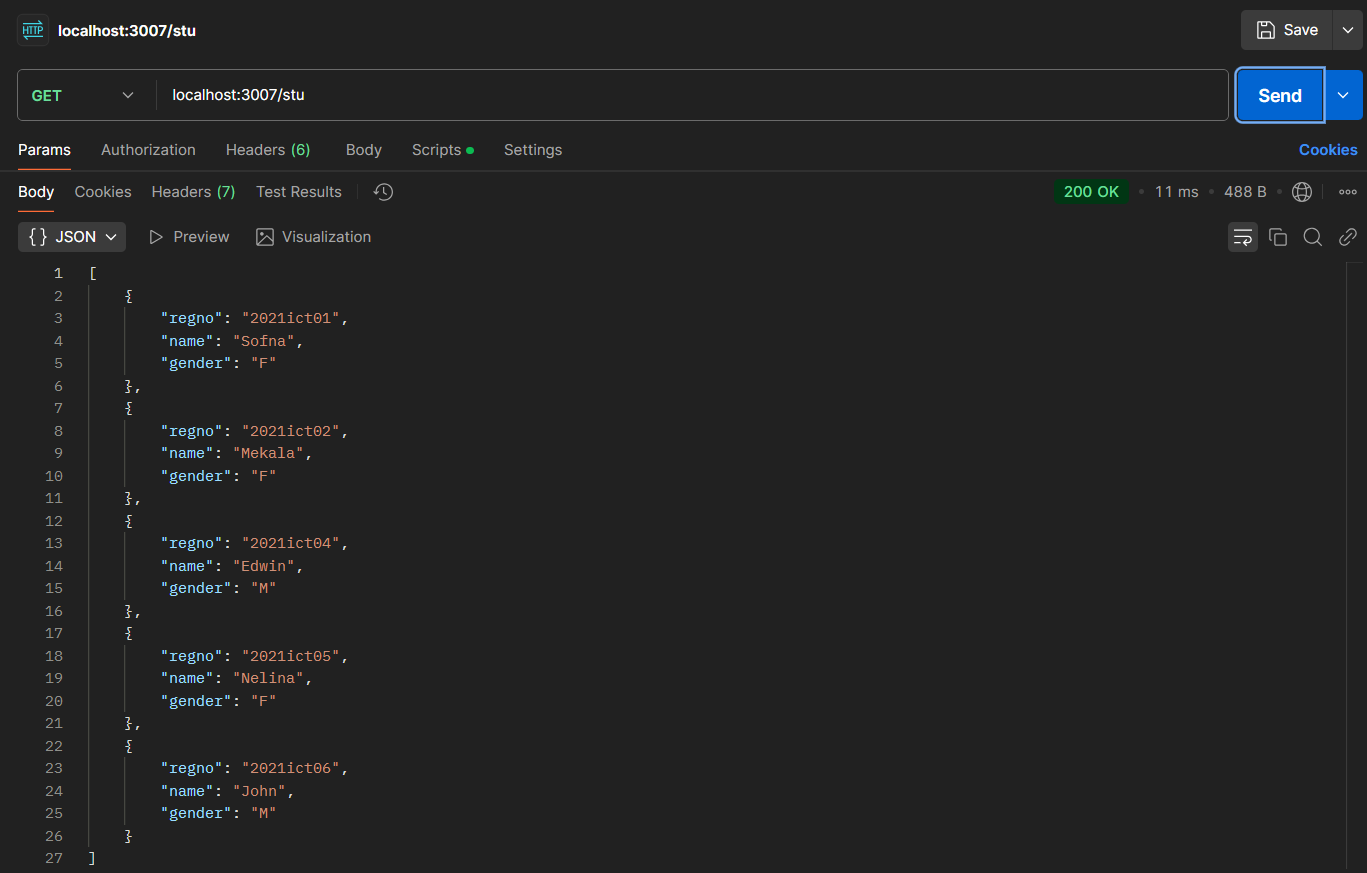 HTTP localhost:3007/stu Save
GET localhost:3007/stu Send
Params Authorization Headers (6) Body Scripts Settings Cookies
Body Cookies Headers (7) Test Results 200 OK • 11 ms • 488 B •
{} JSON Preview Visualization
1 [
2 {
3 "regno": "2021ict01",
4 "name": "Sofna",
5 "gender": "F"
6 },
7 {
8 "regno": "2021ict02",
9 "name": "Mekala",
10 "gender": "F"
11 },
12 {
13 "regno": "2021ict04",
14 "name": "Edwin",
15 "gender": "M"
16 },
17 {
18 "regno": "2021ict05",
19 "name": "Nelina",
20 "gender": "F"
21 },
22 {
23 "regno": "2021ict06",
24 "name": "John",
25 "gender": "M"
26 }
27 ]